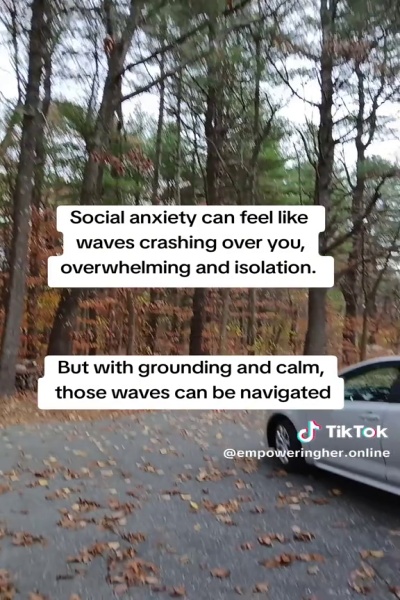 Social anxiety can feel like
waves crashing over you,
overwhelming and isolation.
But with grounding and calm,
those waves can be navigated
TikTok
@empoweringher.online